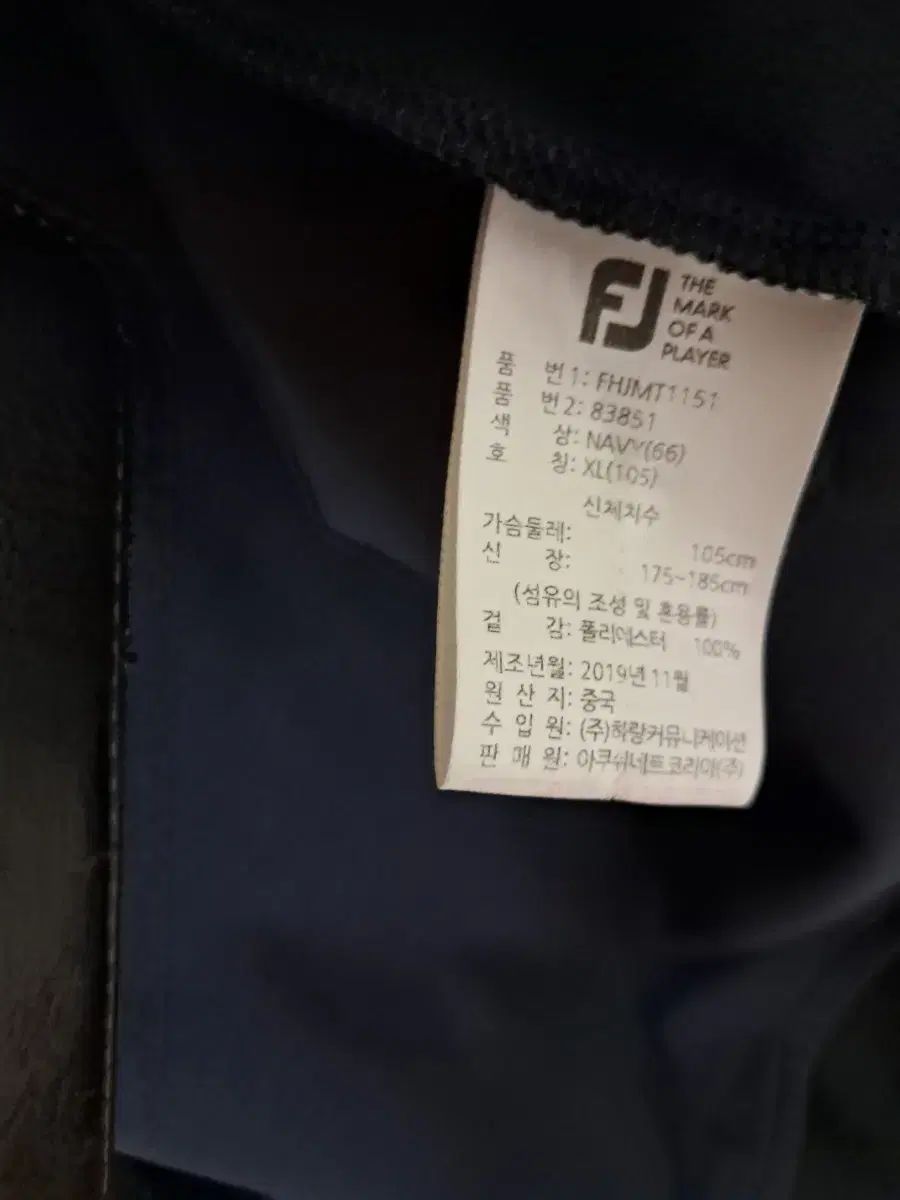 FJ
THE
MARK
OF A
PLAYER
품 번1: FHJMT1151
품 번2: 83851
색 상: NAVY(66)
호 칭: XL(105)
신체치수
가슴둘레: 105cm
신 장: 175~185cm
(섬유의 조성 및 혼용률)
겉 감: 폴리에스터 100%
제조년월: 2019년 11월
원 산 지: 중국
수 입 원: (주)하랑커뮤니케이션
판 매 원: 아쿠쉬네트코리아(주)